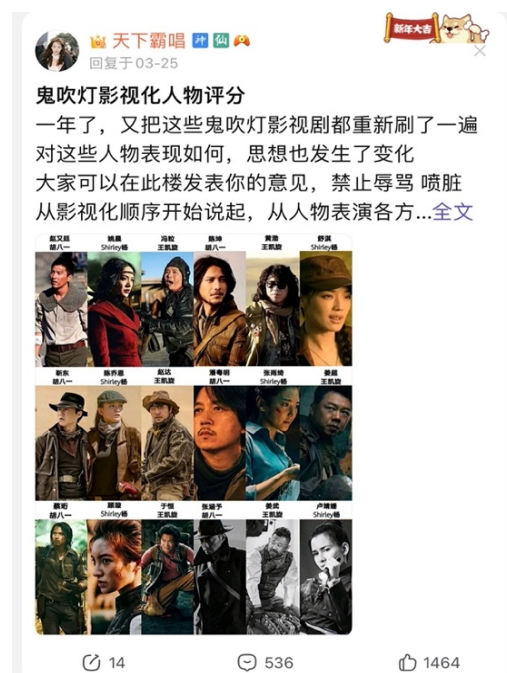 新年大吉
天下霸唱 神 仙
回复于03-25
鬼吹灯影视化人物评分
一年了，又把这些鬼吹灯影视剧都重新刷了一遍
对这些人物表现如何，思想也发生了变化
大家可以在此楼发表你的意见，禁止辱骂 喷脏
从影视化顺序开始说起，从人物表演各方...全文
赵又廷 姚晨 冯粒 陈坤 黄渤 舒淇
胡八一 Shirley杨 王凯旋 胡八一 王凯旋 Shirley杨
靳东 陈乔恩 赵达 潘粤明 张雨绮 姜超
胡八一 Shirley杨 王凯旋 胡八一 Shirley杨 王凯旋
蔡珩 顾璇 于恒 张涵予 姜武 卢靖姗
胡八一 Shirley杨 王凯旋 胡八一 王凯旋 Shirley杨
14 536 1464